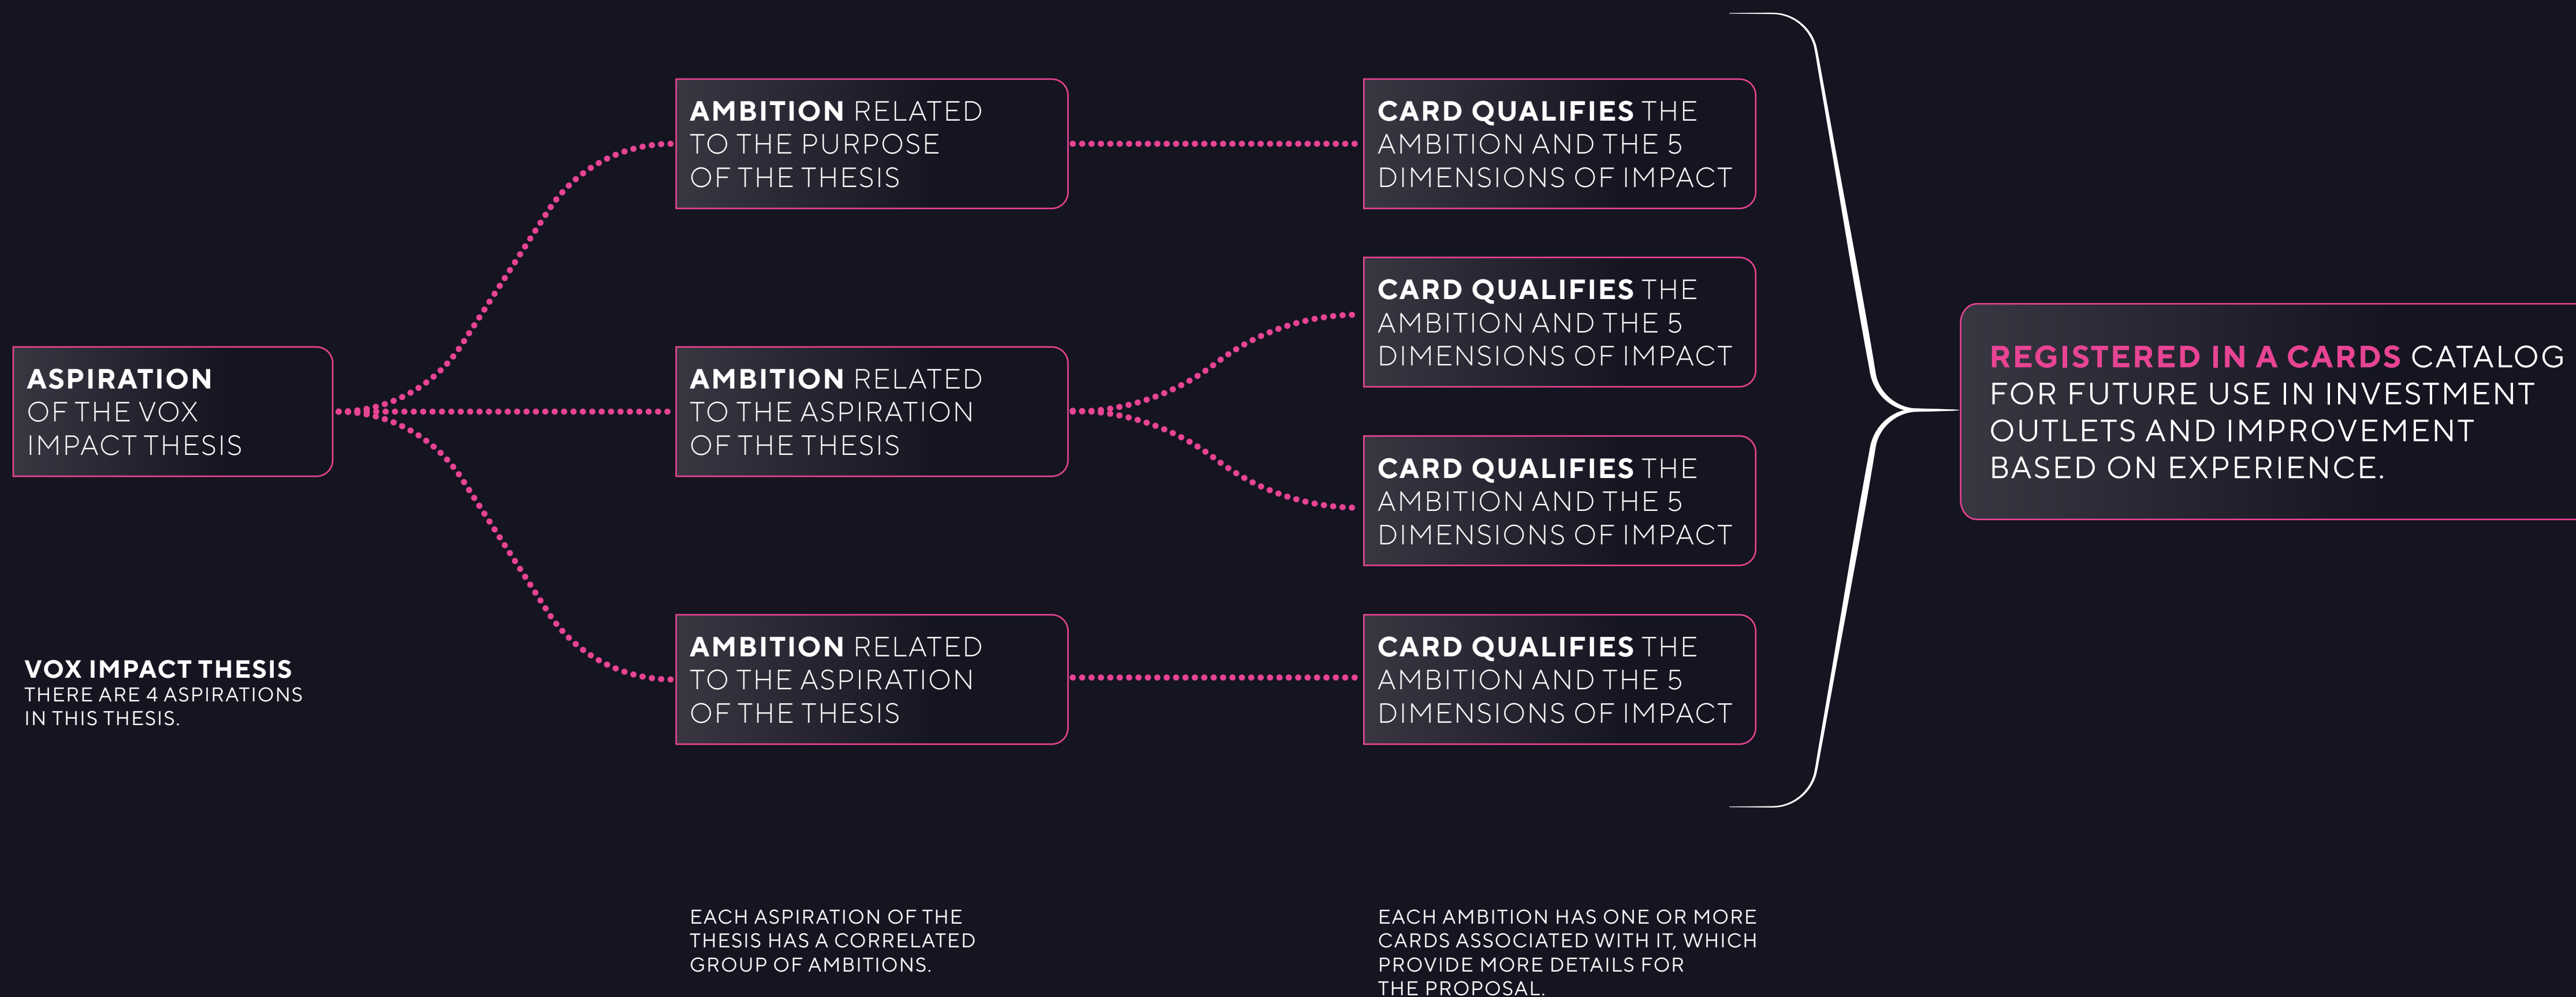 ASPIRATION
OF THE VOX
IMPACT THESIS
VOX IMPACT THESIS
THERE ARE 4 ASPIRATIONS
IN THIS THESIS.
AMBITION RELATED
TO THE PURPOSE
OF THE THESIS
AMBITION RELATED
TO THE ASPIRATION
OF THE THESIS
AMBITION RELATED
TO THE ASPIRATION
OF THE THESIS
EACH ASPIRATION OF THE
THESIS HAS A CORRELATED
GROUP OF AMBITIONS.
CARD QUALIFIES THE
AMBITION AND THE 5
DIMENSIONS OF IMPACT
CARD QUALIFIES THE
AMBITION AND THE 5
DIMENSIONS OF IMPACT
CARD QUALIFIES THE
AMBITION AND THE 5
DIMENSIONS OF IMPACT
CARD QUALIFIES THE
AMBITION AND THE 5
DIMENSIONS OF IMPACT
EACH AMBITION HAS ONE OR MORE
CARDS ASSOCIATED WITH IT, WHICH
PROVIDE MORE DETAILS FOR
THE PROPOSAL.
REGISTERED IN A CARDS CATALOG
FOR FUTURE USE IN INVESTMENT
OUTLETS AND IMPROVEMENT
BASED ON EXPERIENCE.